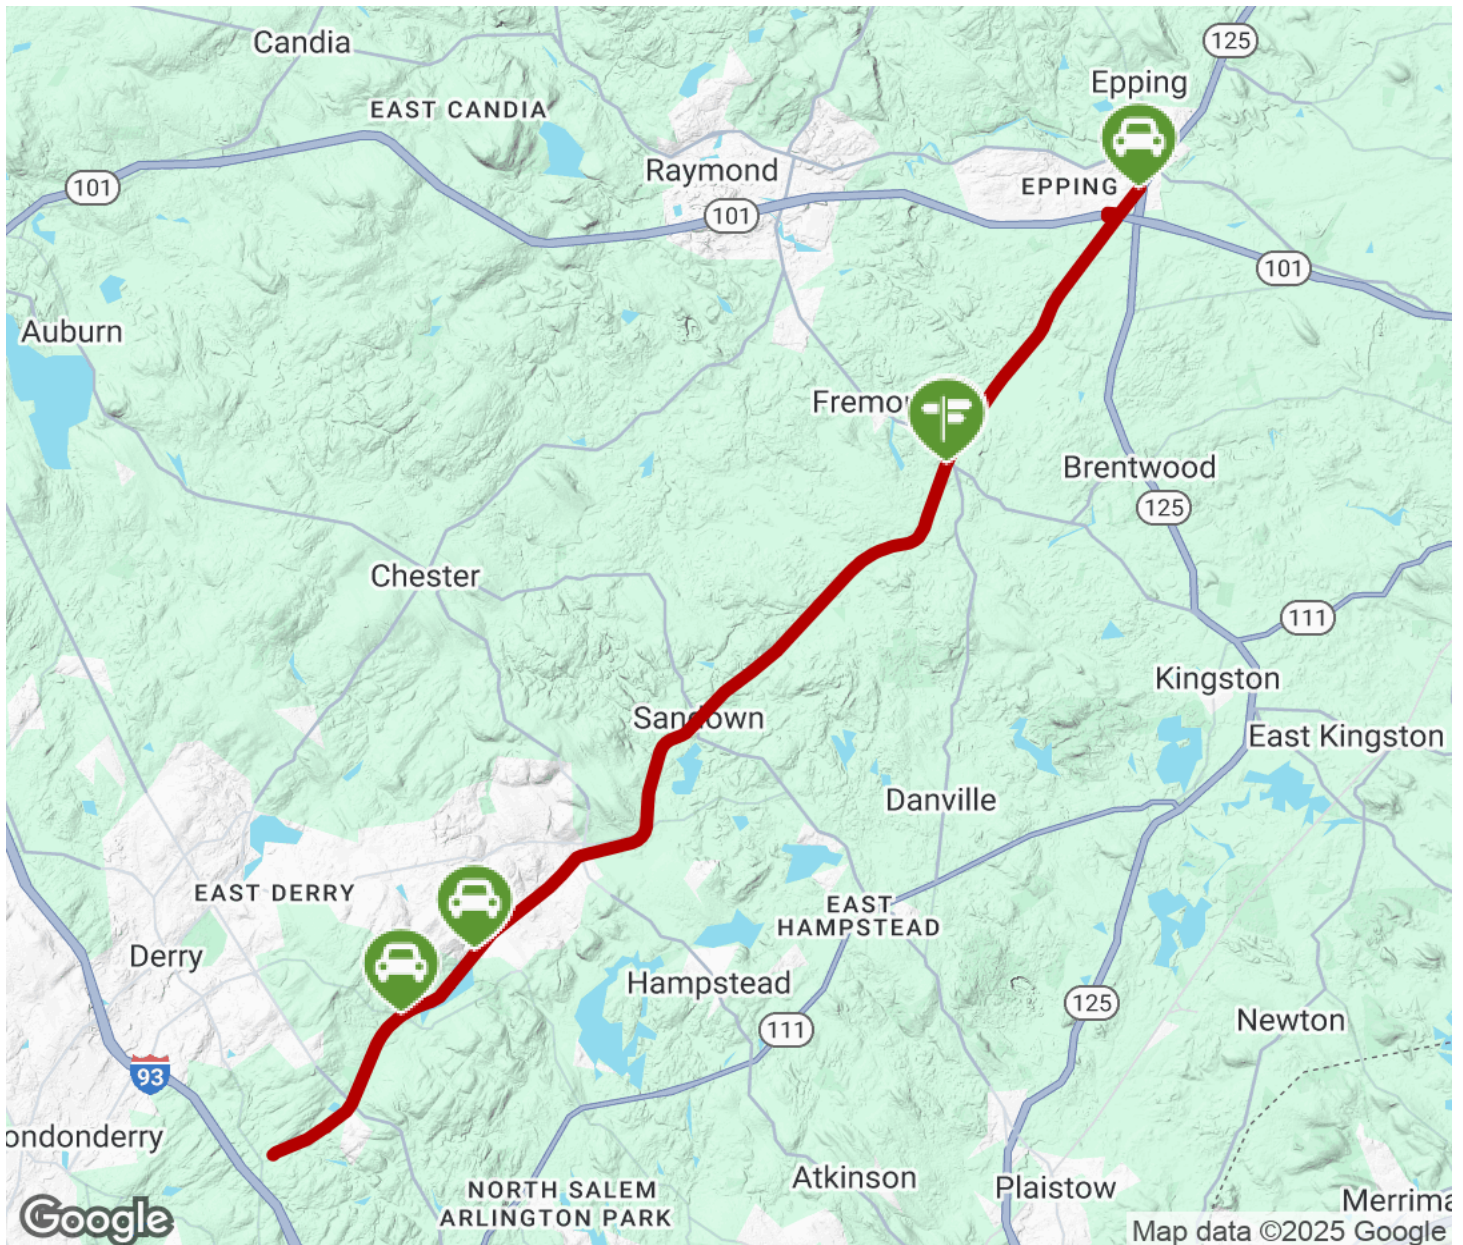 Candia
125
Epping
EAST CANDIA
Raymond
101
EPPING
101
101
Auburn
Fremo
Brentwood
125
Chester
111
Kingston
Sandown
East Kingston
Danville
EAST DERRY
EAST
HAMPSTEAD
Derry
Hampstead
125
111
Newton
93
ondonderry
Atkinson
Plaistow
NORTH SALEM
ARLINGTON PARK
Merrima
Google
Map data ©2025 Google